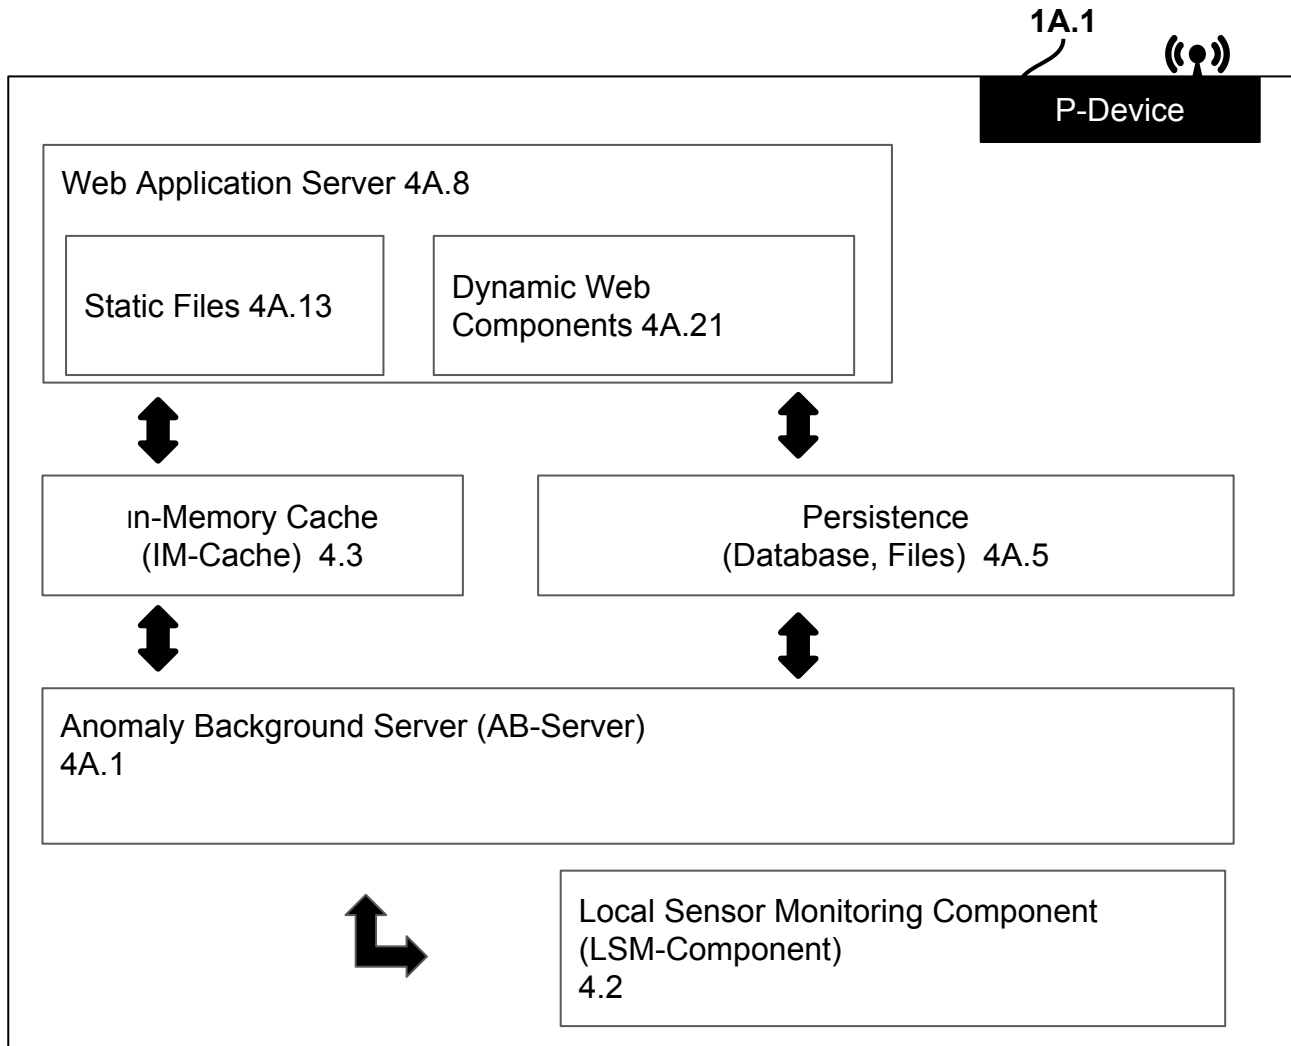 1A.1
P-Device
Web Application Server 4A.8
Static Files 4A.13
Dynamic Web
Components 4A.21
In-Memory Cache
(IM-Cache)  4.3
Persistence
(Database, Files)  4A.5
Anomaly Background Server (AB-Server)
4A.1
Local Sensor Monitoring Component
(LSM-Component)
4.2